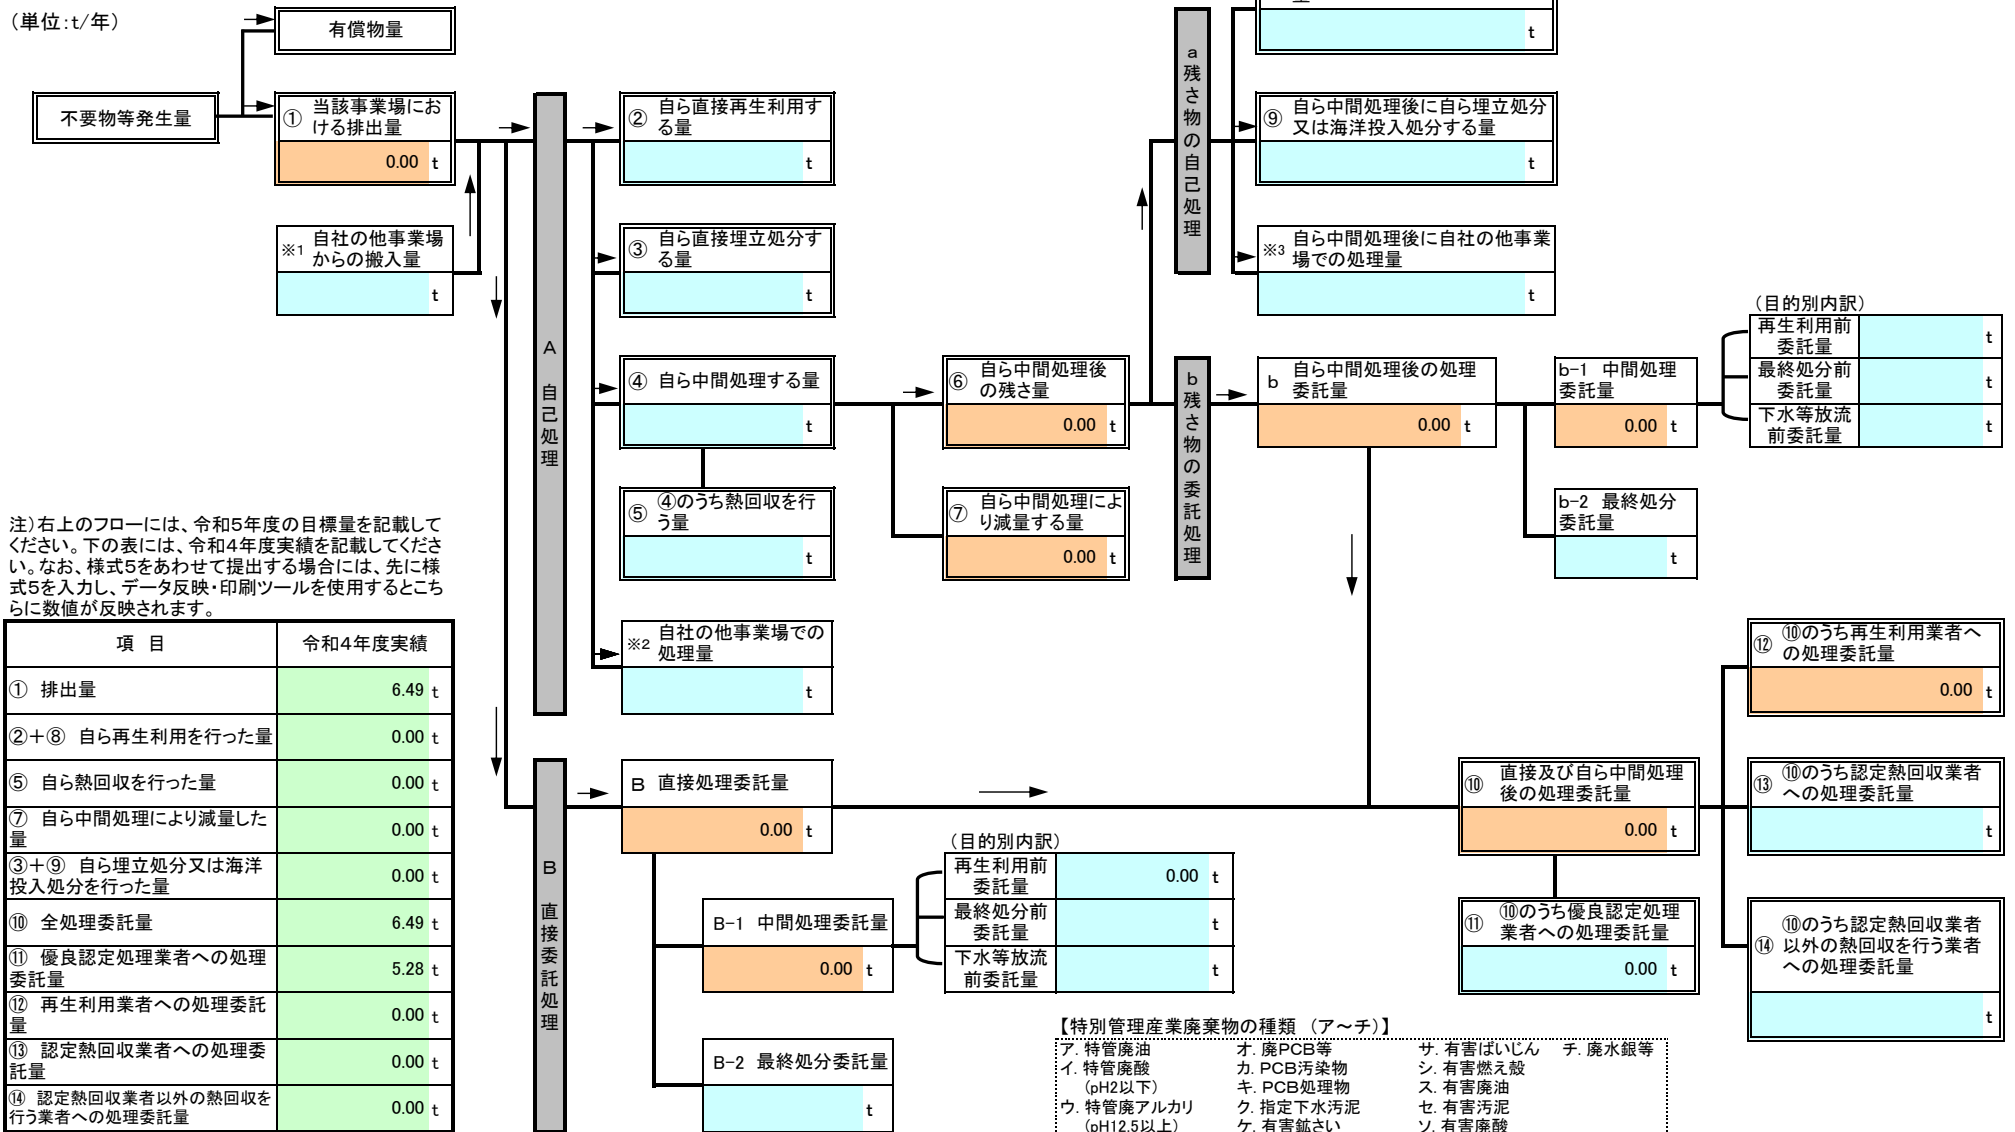 （単位：t/年）
有償物量
不要物等発生量
① 当該事業場にお
ける排出量
0.00 t
※1 自社の他事業場
からの搬入量
t
A 自己処理
② 自ら直接再生利用す
る量
t
③ 自ら直接埋立処分す
る量
t
④ 自ら中間処理する量
t
⑤ ④のうち熱回収を行
う量
t
※2 自社の他事業場での
処理量
t
⑥ 自ら中間処理後
の残さ量
0.00 t
⑦ 自ら中間処理によ
り減量する量
0.00 t
a残さ物の自己処理
t
⑨ 自ら中間処理後に自ら埋立処分
又は海洋投入処分する量
t
※3 自ら中間処理後に自社の他事業
場での処理量
t
b残さ物の委託処理
b 自ら中間処理後の処理
委託量
0.00 t
b-1 中間処理
委託量
0.00 t
（目的別内訳）
再生利用前
委託量
t
最終処分前
委託量
t
下水等放流
前委託量
t
b-2 最終処分
委託量
t
注）右上のフローには、令和5年度の目標量を記載して
ください。下の表には、令和4年度実績を記載してくださ
い。なお、様式5をあわせて提出する場合には、先に様
式5を入力し、データ反映・印刷ツールを使用するとこち
らに数値が反映されます。
項 目 令和4年度実績
① 排出量 6.49 t
②＋⑧ 自ら再生利用を行った量 0.00 t
⑤ 自ら熱回収を行った量 0.00 t
⑦ 自ら中間処理により減量した
量 0.00 t
③＋⑨ 自ら埋立処分又は海洋
投入処分を行った量 0.00 t
⑩ 全処理委託量 6.49 t
⑪ 優良認定処理業者への処理
委託量 5.28 t
⑫ 再生利用業者への処理委託
量 0.00 t
⑬ 認定熱回収業者への処理委
託量 0.00 t
⑭ 認定熱回収業者以外の熱回収を
行う業者への処理委託量 0.00 t
B 直接委託処理
B 直接処理委託量
0.00 t
B-1 中間処理委託量
0.00 t
B-2 最終処分委託量
t
（目的別内訳）
再生利用前
委託量
0.00 t
最終処分前
委託量
t
下水等放流
前委託量
t
⑩ 直接及び自ら中間処理
後の処理委託量
0.00 t
⑪ ⑩のうち優良認定処理
業者への処理委託量
0.00 t
⑫ ⑩のうち再生利用業者へ
の処理委託量
0.00 t
⑬ ⑩のうち認定熱回収業者
への処理委託量
t
⑭ ⑩のうち認定熱回収業者
以外の熱回収を行う業者
への処理委託量
t
【特別管理産業廃棄物の種類 （ア～チ）】
ア. 特管廃油 オ. 廃PCB等 サ. 有害ばいじん チ. 廃水銀等
イ. 特管廃酸 カ. PCB汚染物 シ. 有害燃え殻
（pH2以下） キ. PCB処理物 ス. 有害廃油
ウ. 特管廃アルカリ ク. 指定下水汚泥 セ. 有害汚泥
（pH12.5以上） ケ. 有害鉱さい ソ. 有害廃酸